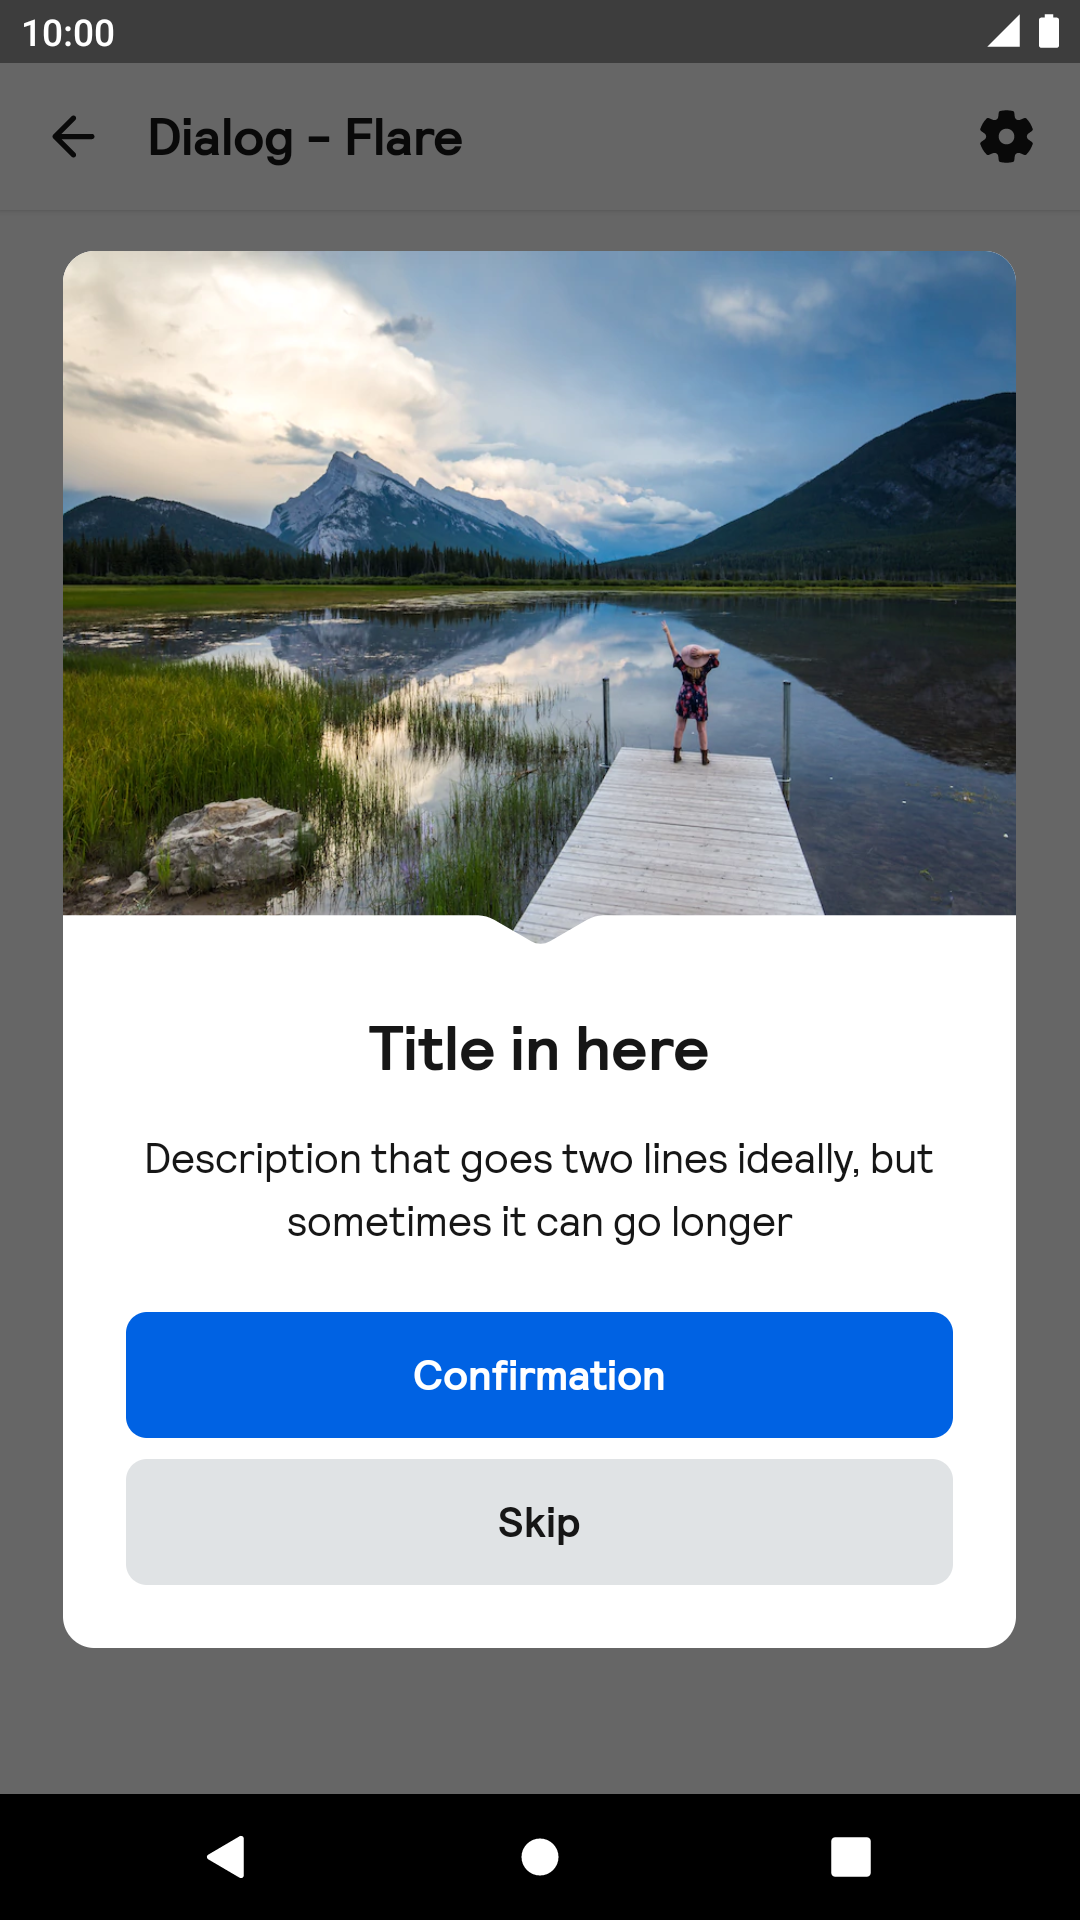 10:00
Dialog - Flare
Title in here
Description that goes two lines ideally, but
sometimes it can go longer
Confirmation
Skip